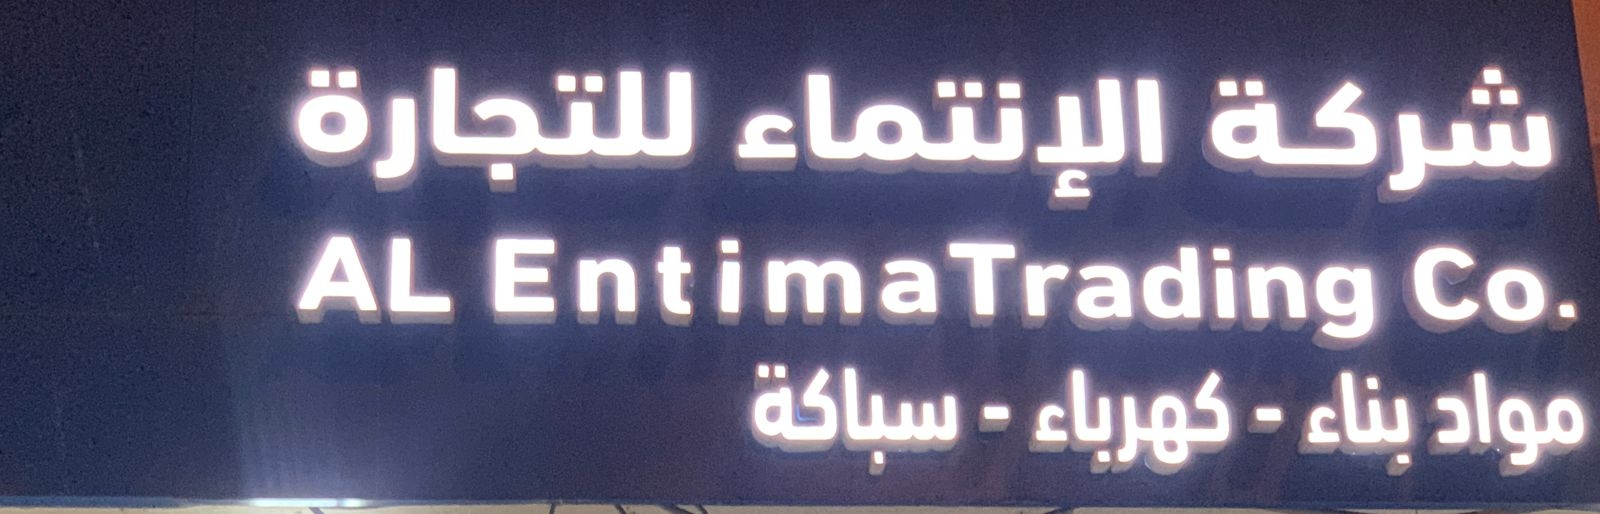 شركة الإنتماء للتجارة
AL Entima Trading Co.
مواد بناء - كهرباء - سباكة